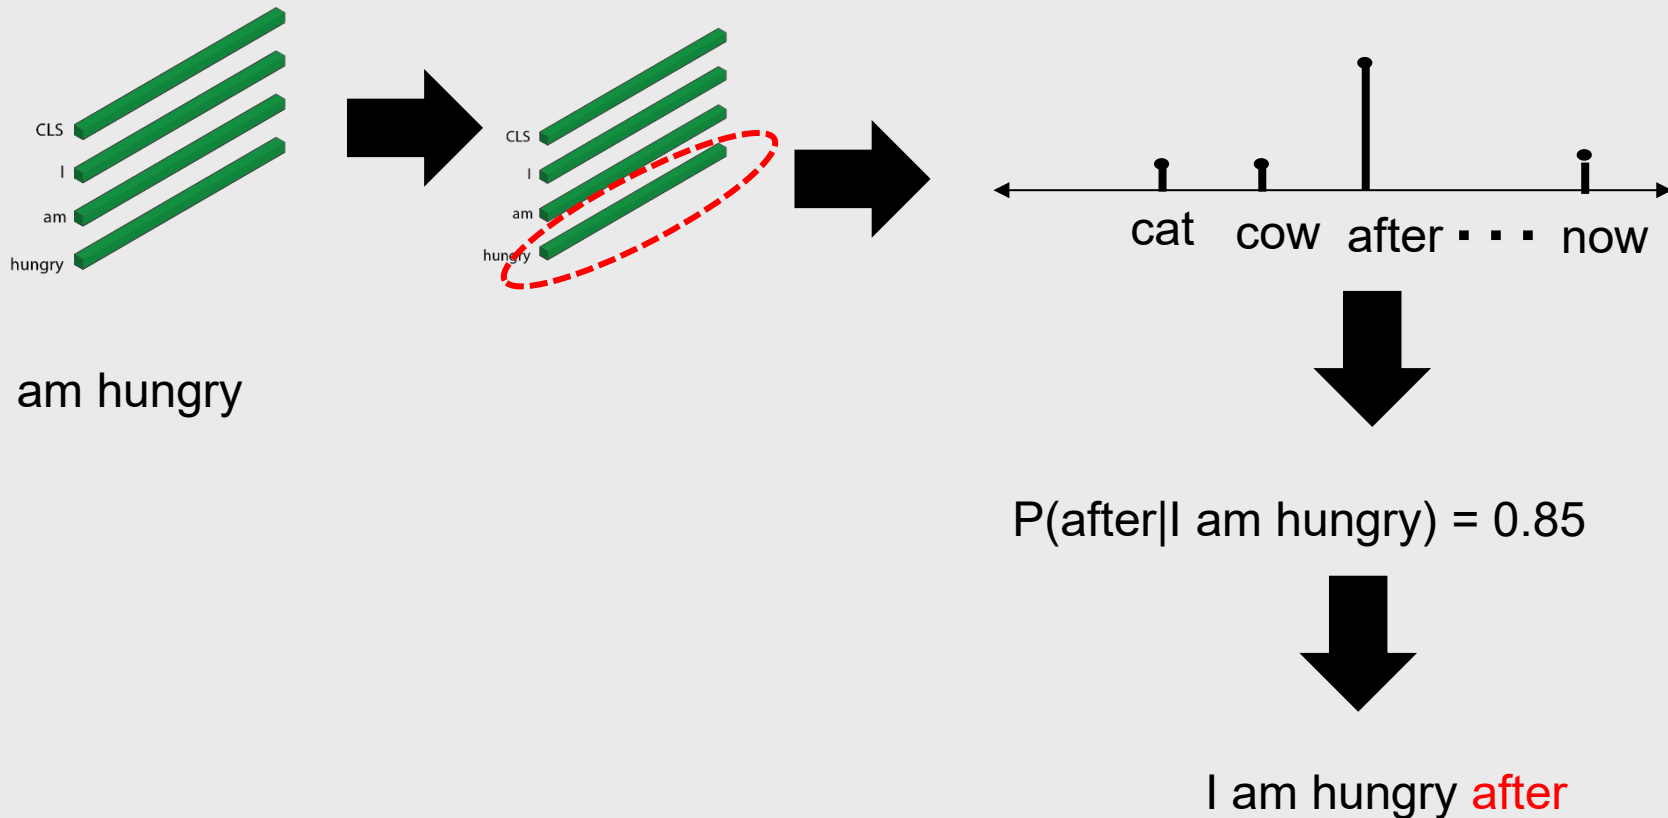 CLS
I
am
hungry
CLS
I
am
hungry
cat cow after . . . now
am hungry
P(after|I am hungry) = 0.85
I am hungry after